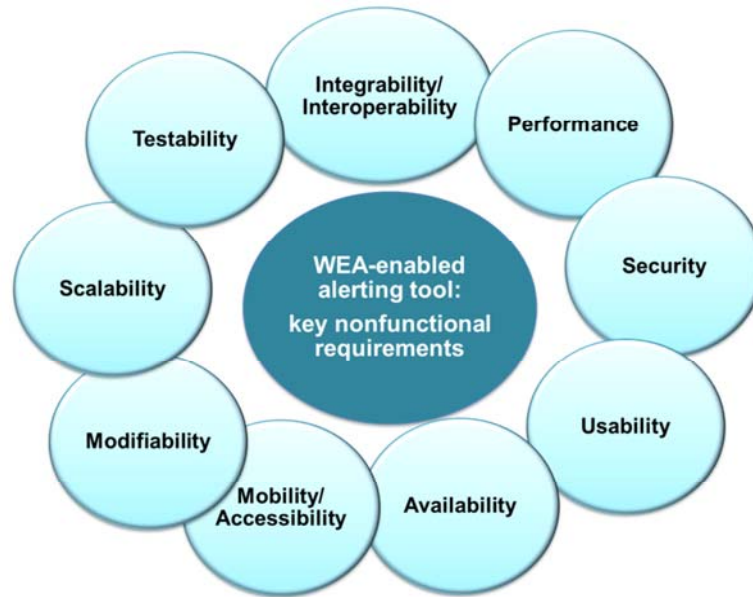 Integrability/
Interoperability
Performance
Security
Usability
Availability
Mobility/
Accessibility
Modifiability
Scalability
Testability
WEA-enabled
alerting tool:
key nonfunctional
requirements